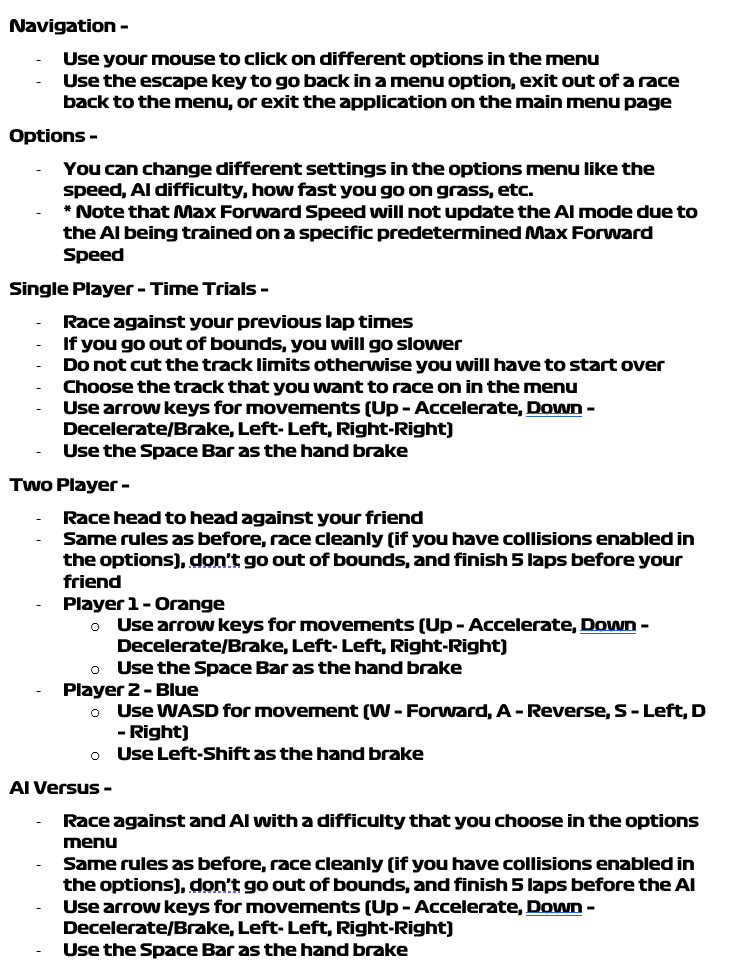 Navigation -
- Use your mouse to click on different options in the menu
- Use the escape key to go back in a menu option, exit out of a race
back to the menu, or exit the application on the main menu page
Options -
- You can change different settings in the options menu like the
speed, AI difficulty, how fast you go on grass, etc.
- * Note that Max Forward Speed will not update the AI mode due to
the AI being trained on a specific predetermined Max Forward
Speed
Single Player - Time Trials -
- Race against your previous lap times
- If you go out of bounds, you will go slower
- Do not cut the track limits otherwise you will have to start over
- Choose the track that you want to race on in the menu
- Use arrow keys for movements (Up - Accelerate, Down -
Decelerate/Brake, Left- Left, Right-Right)
- Use the Space Bar as the hand brake
Two Player -
- Race head to head against your friend
- Same rules as before, race cleanly (if you have collisions enabled in
the options), don't go out of bounds, and finish 5 laps before your
friend
- Player 1 - Orange
o Use arrow keys for movements (Up - Accelerate, Down -
Decelerate/Brake, Left- Left, Right-Right)
o Use the Space Bar as the hand brake
- Player 2 - Blue
o Use WASD for movement (W - Forward, A - Reverse, S - Left, D
- Right)
o Use Left-Shift as the hand brake
AI Versus -
- Race against and AI with a difficulty that you choose in the options
menu
- Same rules as before, race cleanly (if you have collisions enabled in
the options), don't go out of bounds, and finish 5 laps before the AI
- Use arrow keys for movements (Up - Accelerate, Down -
Decelerate/Brake, Left- Left, Right-Right)
- Use the Space Bar as the hand brake